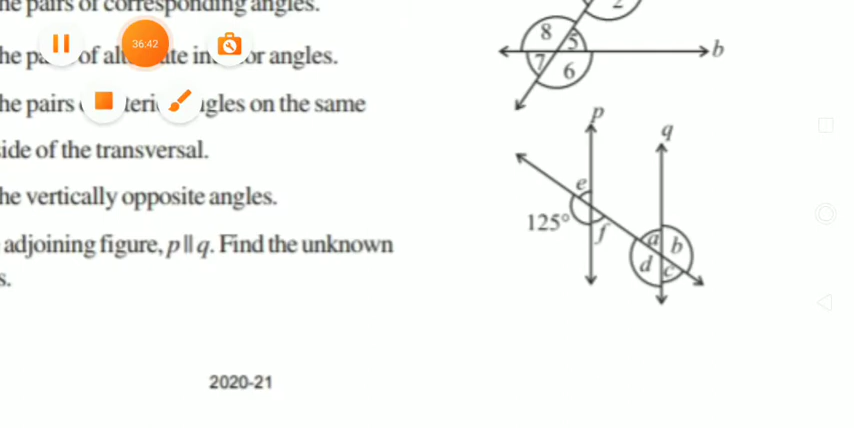 he pairs of corresponding angles.
he of al te in or angles.
he pairs teri gles on the same
ide of the transversal.
he vertically opposite angles.
adjoining figure, p || q. Find the unknown
s.
2020-21
36:42
2
8 5
7 6
b
p
q
e
125°
f
a b
d c